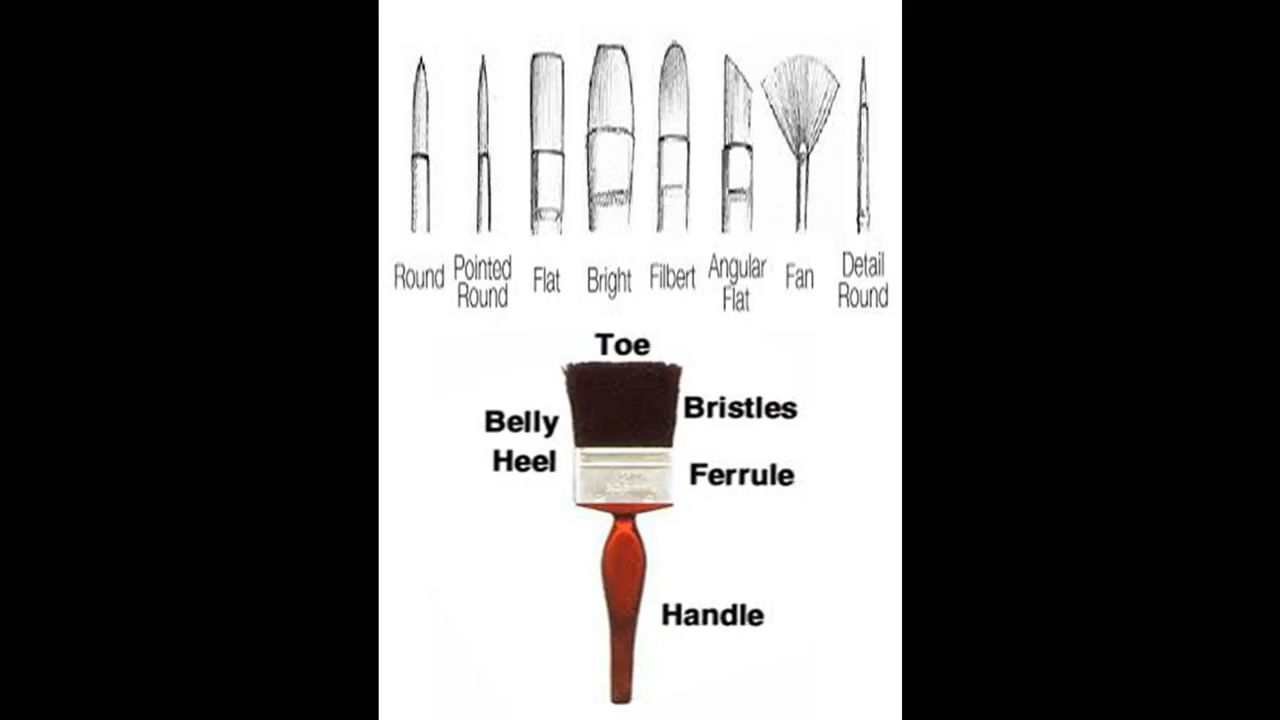 Round Pointed Round Flat Bright Filbert Angular Flat Fan Detail Round
Toe
Belly Bristles
Heel Ferrule
Handle